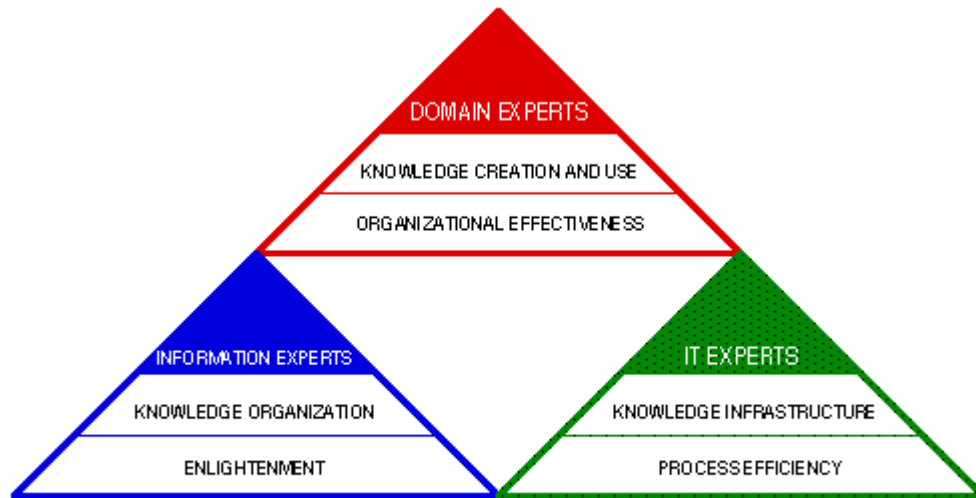 DOMAIN EXPERTS
KNOWLEDGE CREATION AND USE
ORGANIZATIONAL EFFECTIVENESS
INFORMATION EXPERTS
KNOWLEDGE ORGANIZATION
ENLIGHTENMENT
IT EXPERTS
KNOWLEDGE INFRASTRUCTURE
PROCESS EFFICIENCY